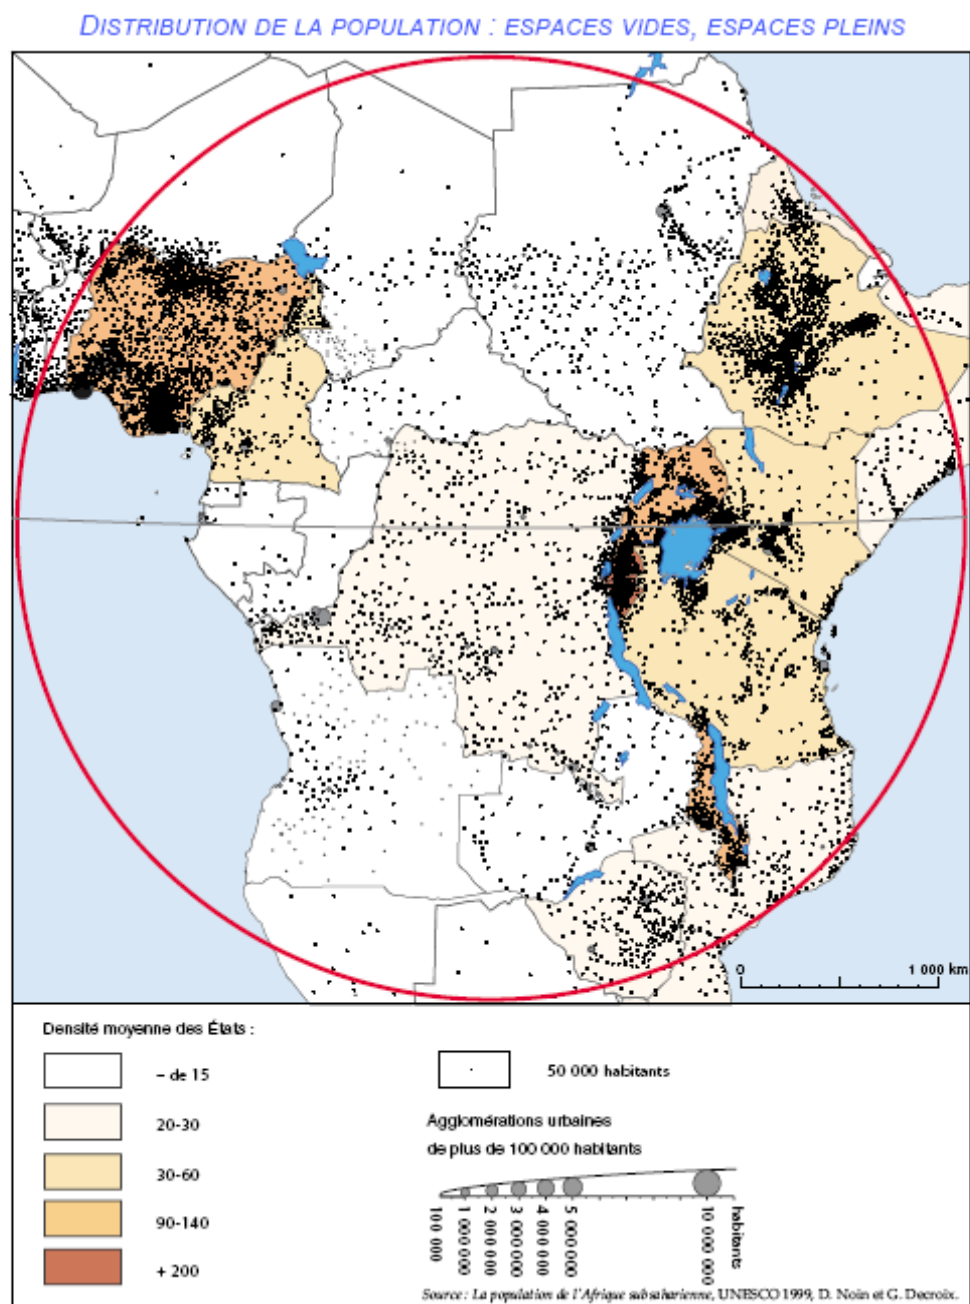 DISTRIBUTION DE LA POPULATION : ESPACES VIDES, ESPACES PLEINS
0 1 000 km
Densité moyenne des États :
– de 15
20-30
30-60
90-140
+ 200
50 000 habitants
Agglomérations urbaines
de plus de 100 000 habitants
100 000
1 000 000
2 000 000
3 000 000
4 000 000
5 000 000
10 000 000
habitants
Source : La population de l'Afrique subsaharienne, UNESCO 1999, D. Noin et G. Decroix.